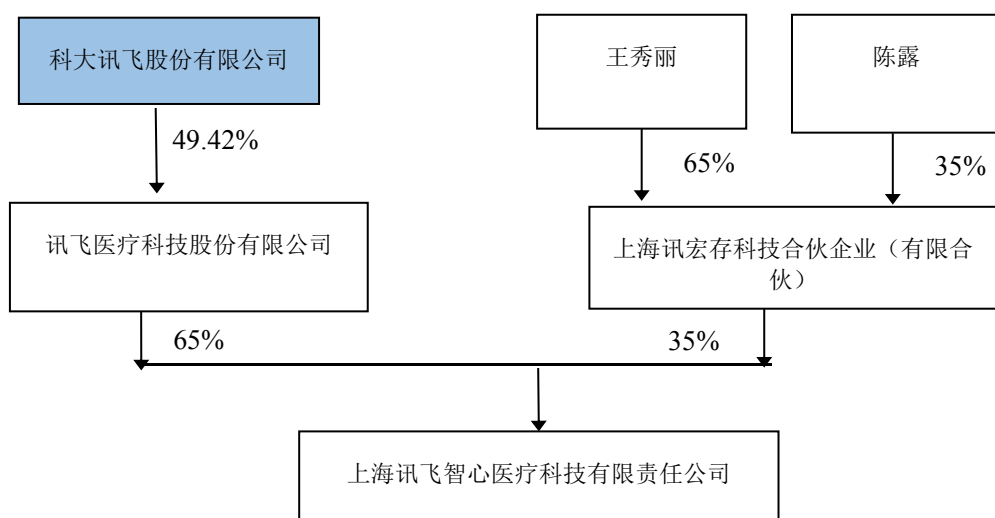 科大讯飞股份有限公司
王秀丽
陈露
49.42%
65%
35%
讯飞医疗科技股份有限公司
上海讯宏存科技合伙企业（有限合
伙）
65%
35%
上海讯飞智心医疗科技有限责任公司